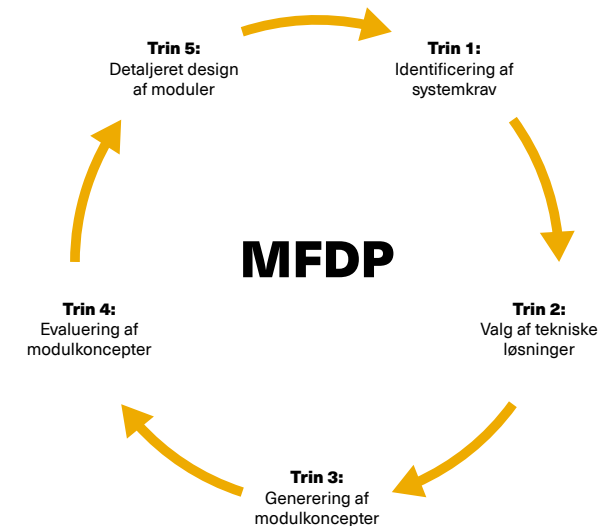 Trin 5:
Detaljeret design
af moduler
Trin 1:
Identificering af
systemkrav
MFDP
Trin 4:
Evaluering af
modulkoncepter
Trin 2:
Valg af tekniske
løsninger
Trin 3:
Generering af
modulkoncepter